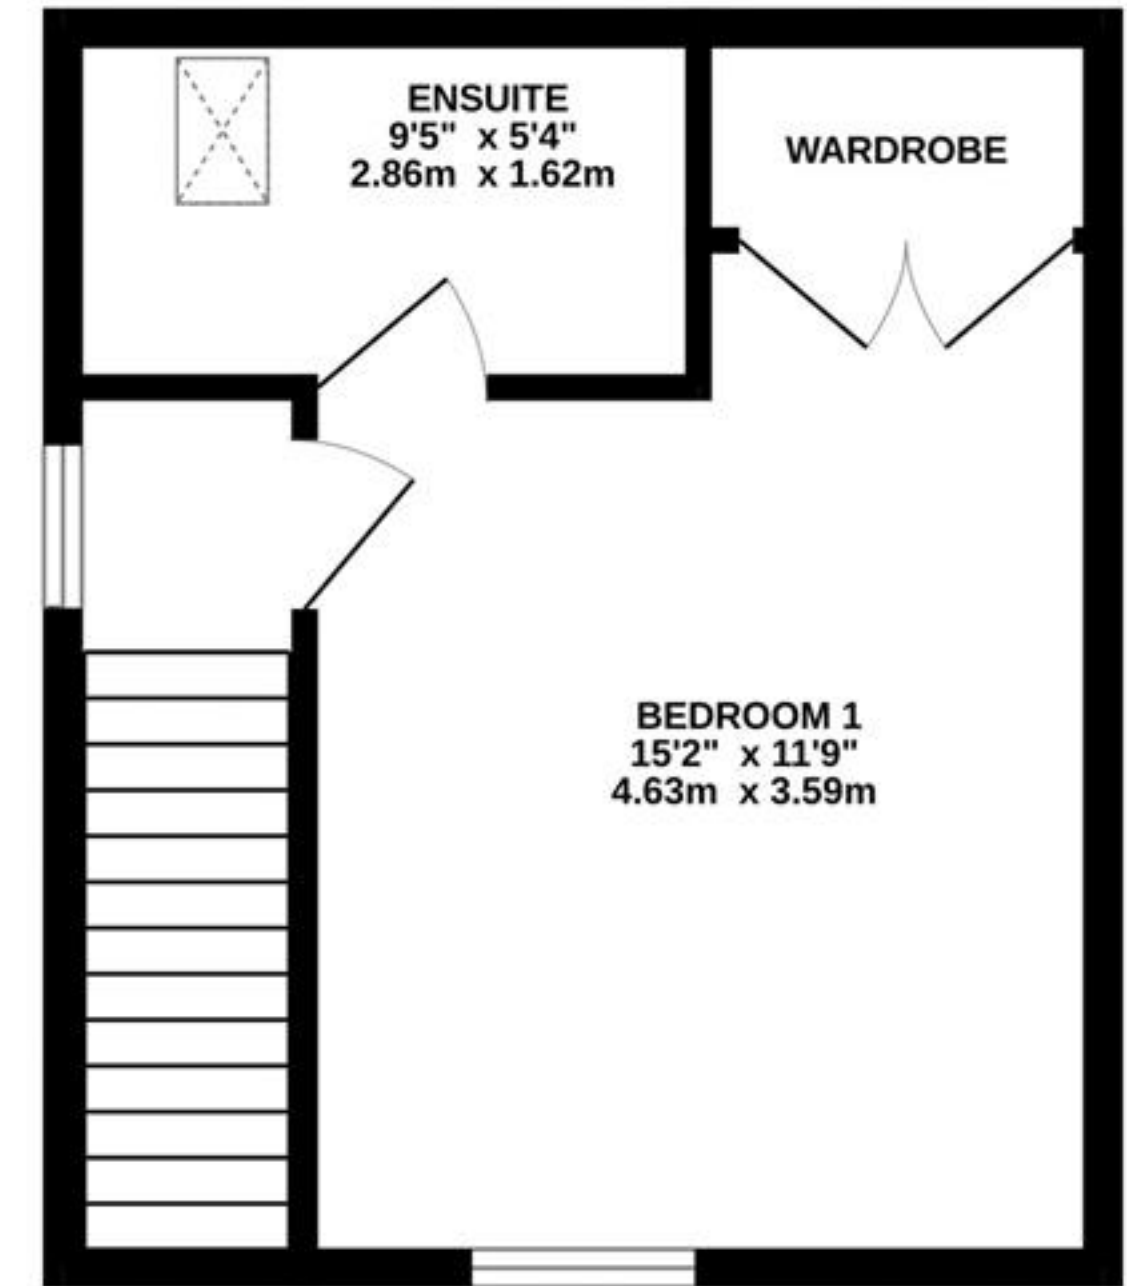 ENSUITE
9'5" x 5'4"
2.86m x 1.62m
WARDROBE
BEDROOM 1
15'2" x 11'9"
4.63m x 3.59m